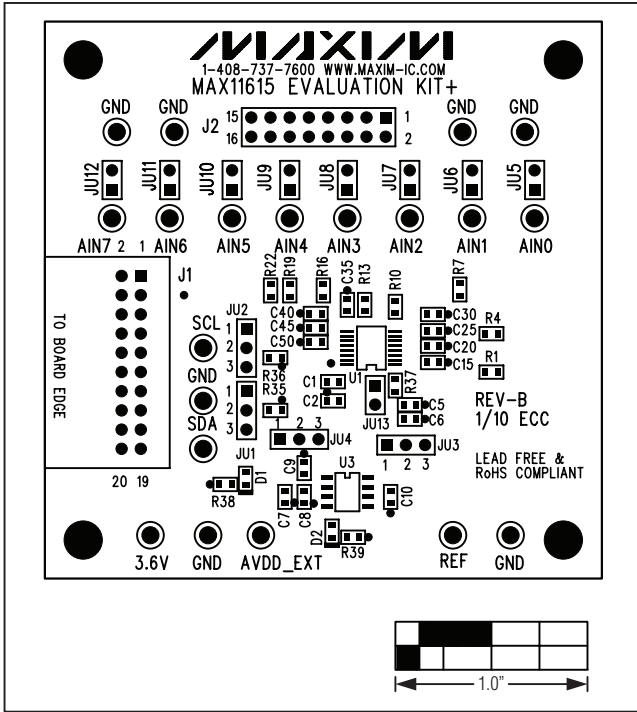 MAXIM
1-408-737-7600 WWW.MAXIM-IC.COM
MAX11615 EVALUATION KIT+
GND GND GND GND
J2 15 1
16 2
JU12 JU11 JU10 JU9 JU8 JU7 JU6 JU5
AIN7 AIN6 AIN5 AIN4 AIN3 AIN2 AIN1 AIN0
2 1
J1
TO BOARD EDGE
20 19
R22 R19 R16 C35 R13 R10 R7
JU2
1
2
3
SCL
GND
SDA
1
2
3
JU1
C40
C45
C50
R36
R35
C30
C25
C20
C15
R4
R1
U1
C1
C2
JU13
R37
C5
C6
REV-B
1/10 ECC
1 2 3
JU4
1 2 3
JU3
LEAD FREE &
RoHS COMPLIANT
R38
D1
C9
U3
C7
C8
C10
D2
R39
3.6V GND AVDD_EXT REF GND
1.0"